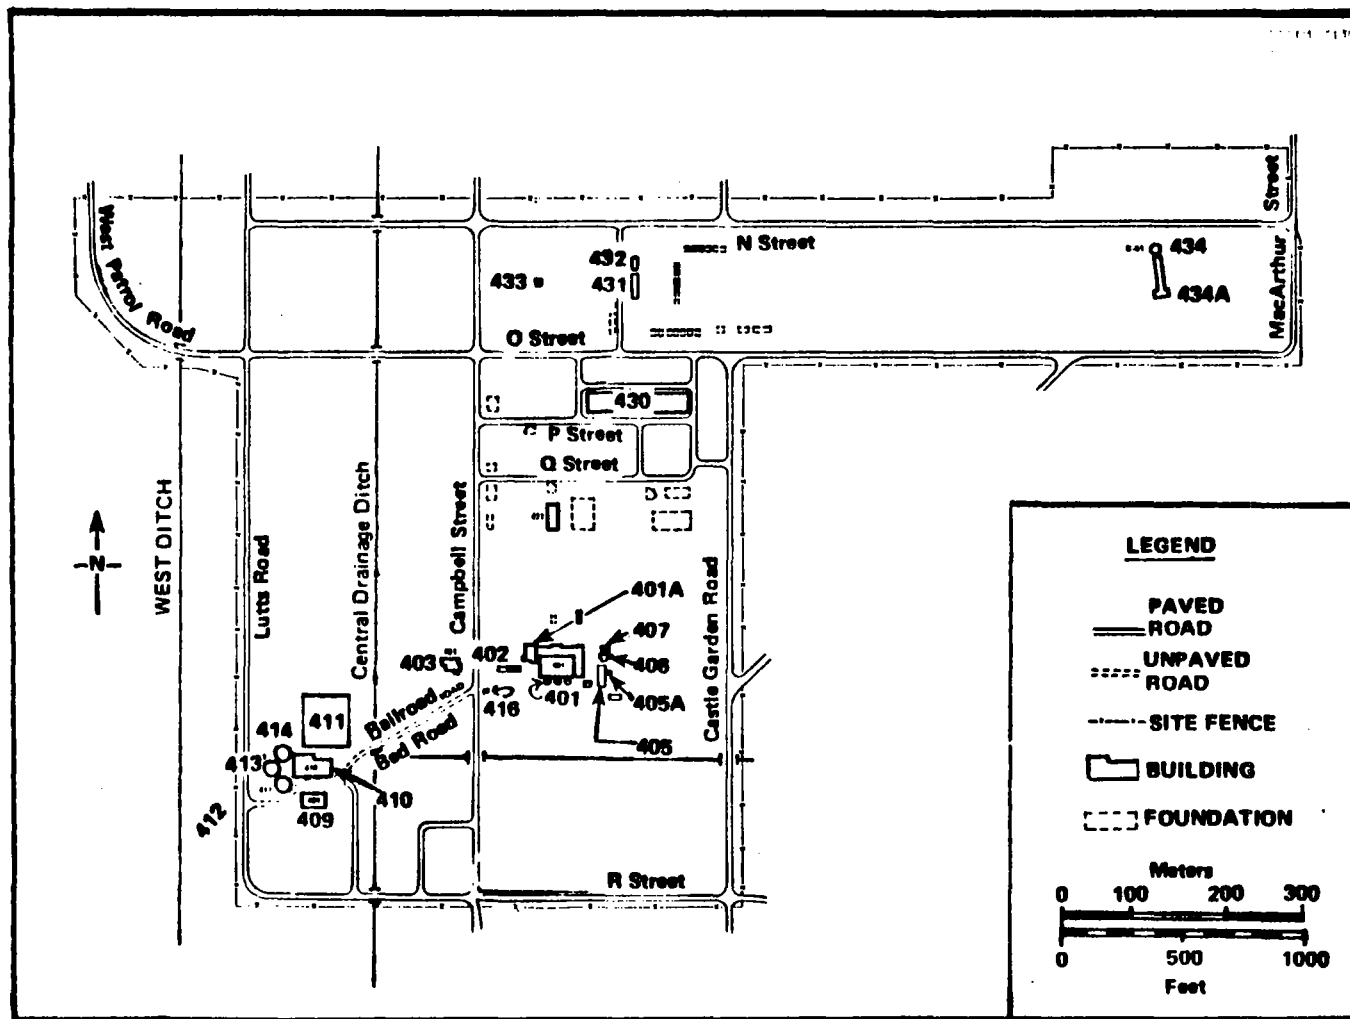 N Street
Street
MacArthur
West Patrol Road
432
431
433
434
434A
O Street
430
P Street
Q Street
WEST DITCH
-N-
Lutts Road
Central Drainage Ditch
Campbell Street
Castle Garden Road
401A
407
406
402
403
401
405A
416
405
Railroad
Bed Road
ROAD
411
414
413
412
410
409
R Street
LEGEND
PAVED
ROAD
UNPAVED
ROAD
SITE FENCE
BUILDING
FOUNDATION
Meters
0 100 200 300
0 500 1000
Feet